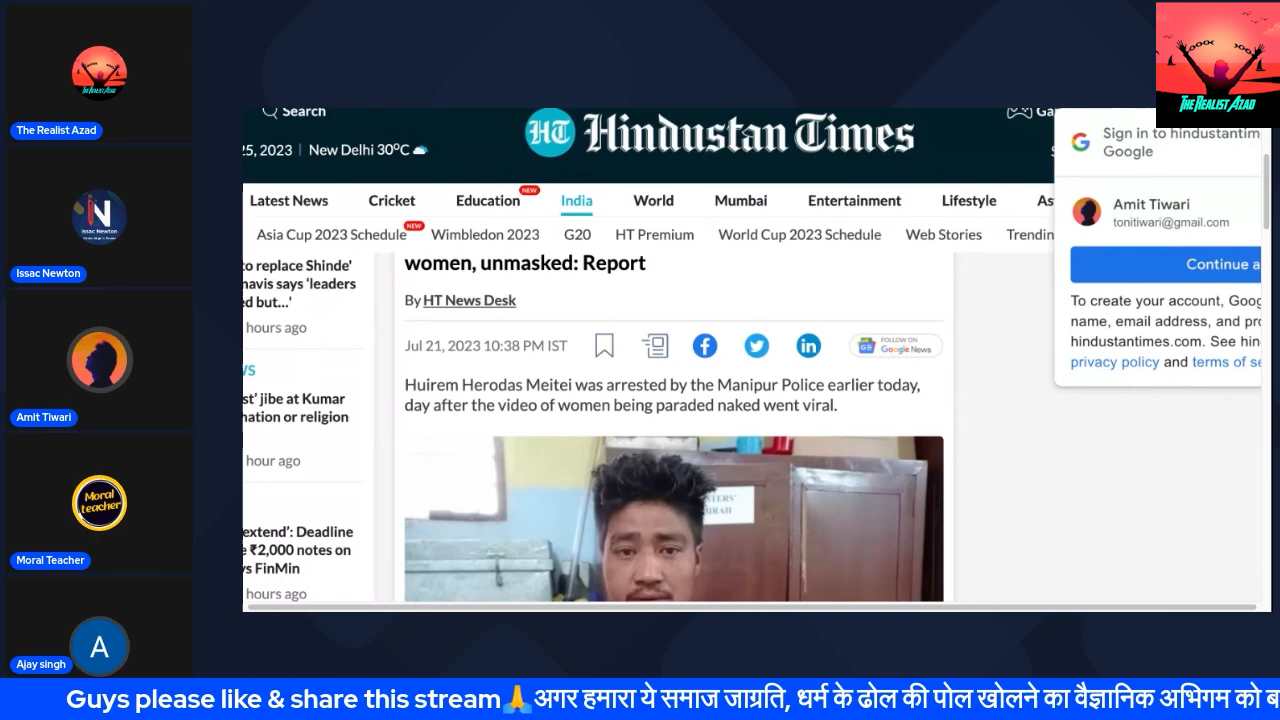 The Realist Azad
Issac Newton
Amit Tiwari
Moral
teacher
Moral Teacher
A
Ajay singh
THE REALIST AZAD
Search
25, 2023 | New Delhi 30°C
HT Hindustan Times
Latest News Cricket Education NEW India World Mumbai Entertainment Lifestyle As
Asia Cup 2023 Schedule NEW Wimbledon 2023 G20 HT Premium World Cup 2023 Schedule Web Stories Trendin
to replace Shinde'
navis says 'leaders
ed but...'
hours ago
st' jibe at Kumar
nation or religion
hour ago
extend': Deadline
₹2,000 notes on
s FinMin
hours ago
women, unmasked: Report
By HT News Desk
Jul 21, 2023 10:38 PM IST
FOLLOW ON
Google News
Huirem Herodas Meitei was arrested by the Manipur Police earlier today,
day after the video of women being paraded naked went viral.
Sign in to hindustantim
Google
Amit Tiwari
tonitiwari@gmail.com
Continue a
To create your account, Goog
name, email address, and pro
hindustantimes.com. See hin
privacy policy and terms of se
Guys please like & share this stream🙏अगर हमारा ये समाज जाग्रति, धर्म के ढोल की पोल खोलने का वैज्ञानिक अभिगम को ब